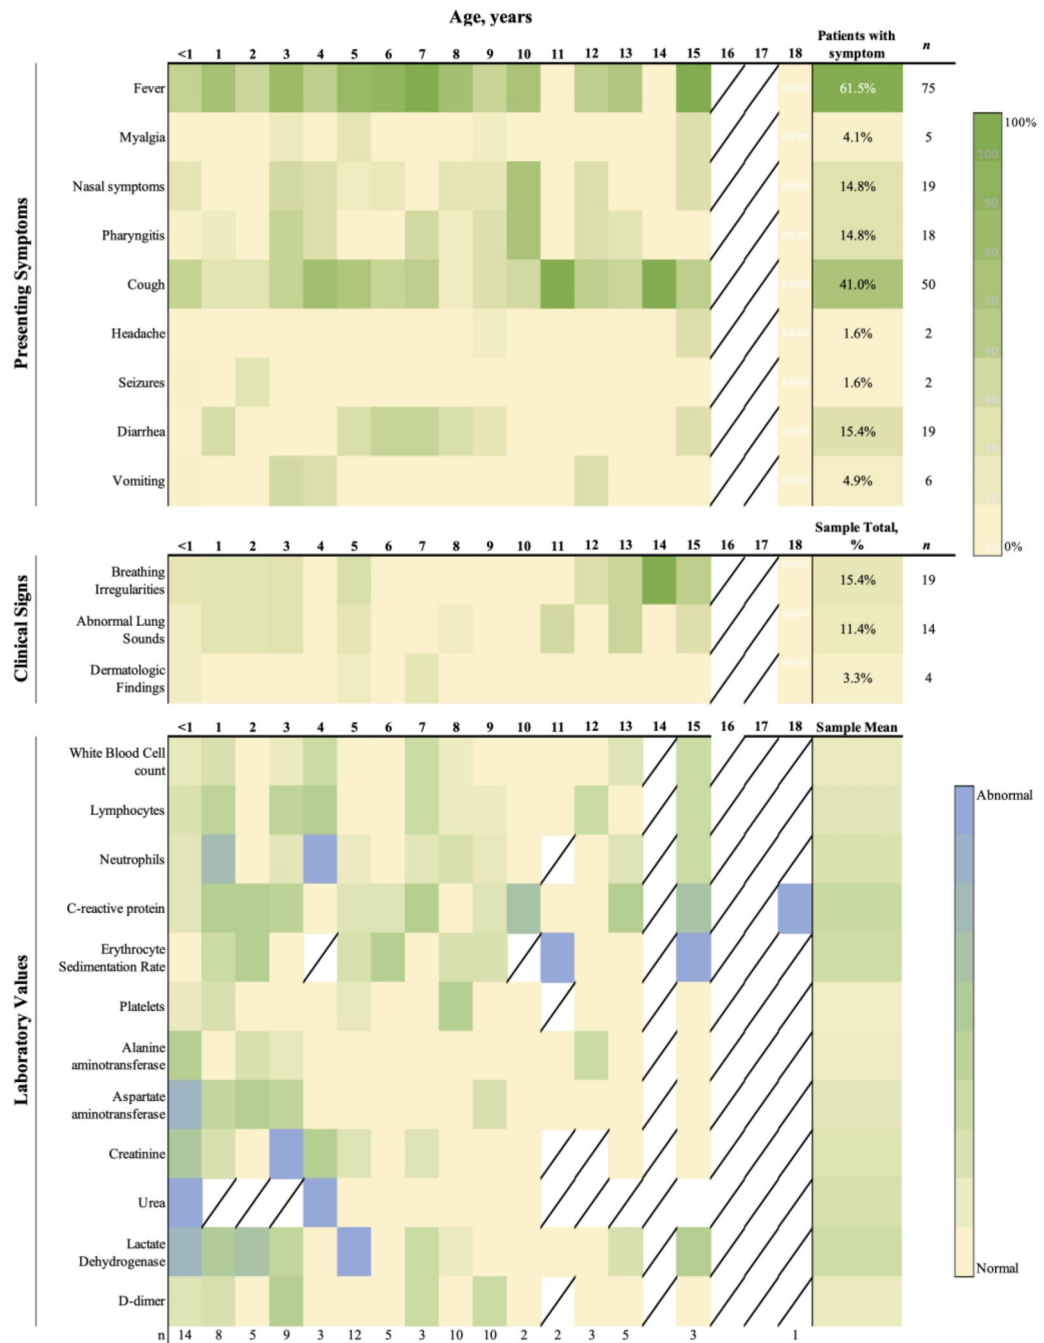 Age, years
<1 1 2 3 4 5 6 7 8 9 10 11 12 13 14 15 16 17 18 Patients with symptom n
Presenting Symptoms
Fever #### 61.5% 75
Myalgia #### 4.1% 5
Nasal symptoms #### 14.8% 19
Pharyngitis #### 14.8% 18
Cough #### 41.0% 50
Headache #### 1.6% 2
Seizures #### 1.6% 2
Diarrhea #### 15.4% 19
Vomiting #### 4.9% 6
100%
100
90
80
70
60
40
0%
<1 1 2 3 4 5 6 7 8 9 10 11 12 13 14 15 16 17 18 Sample Total, % n
Clinical Signs
Breathing
Irregularities #### 15.4% 19
Abnormal Lung
Sounds #### 11.4% 14
Dermatologic
Findings #### 3.3% 4
<1 1 2 3 4 5 6 7 8 9 10 11 12 13 14 15 16 17 18 Sample Mean
Laboratory Values
White Blood Cell
count
Lymphocytes
Neutrophils
C-reactive protein
Erythrocyte
Sedimentation Rate
Platelets
Alanine
aminotransferase
Aspartate
aminotransferase
Creatinine
Urea
Lactate
Dehydrogenase
D-dimer
n 14 8 5 9 3 12 5 3 10 10 2 2 3 5 3 1
Abnormal
Normal